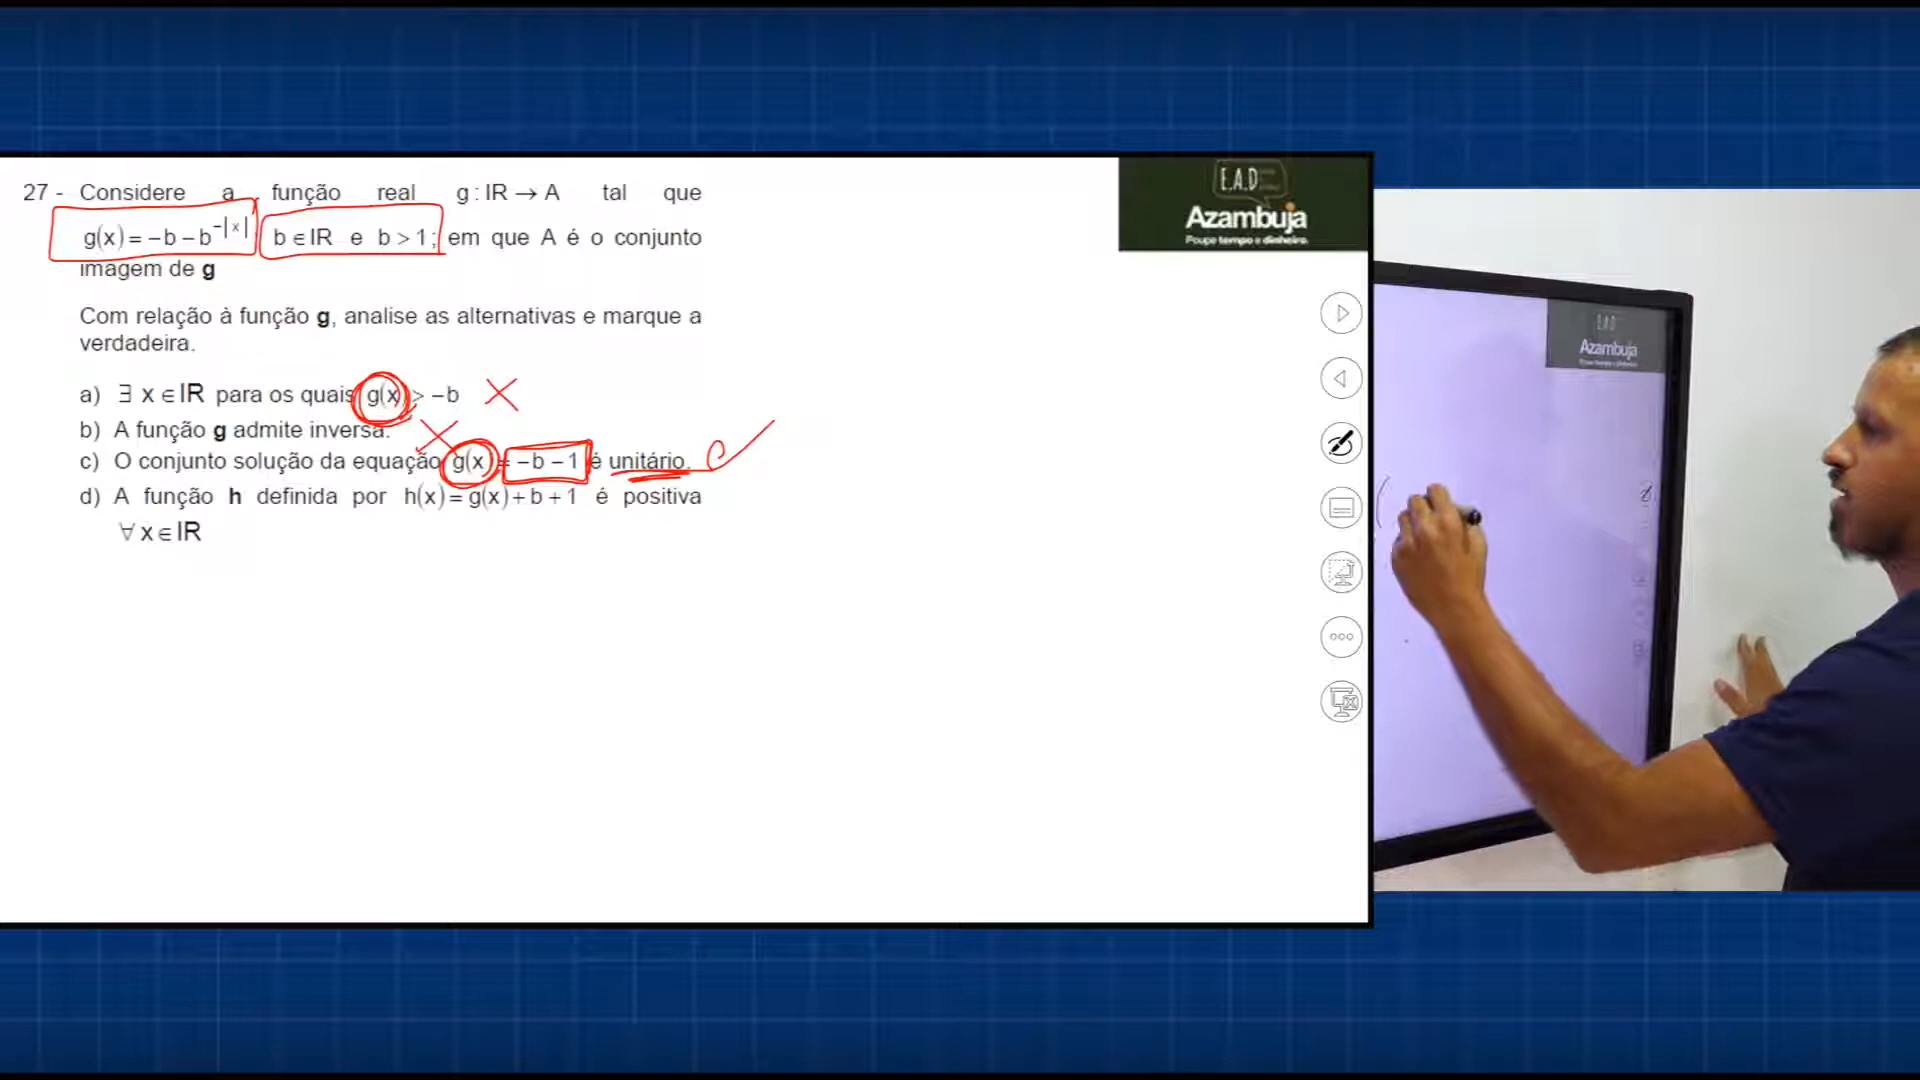 27 - Considere a função real g : IR → A tal que
g(x) = −b − b^{−|x|} b ∈ IR e b > 1 ; em que A é o conjunto
imagem de g
Com relação à função g, analise as alternativas e marque a
verdadeira.
a) ∃ x ∈ IR para os quais g(x) > −b
b) A função g admite inversa.
c) O conjunto solução da equação g(x) = −b − 1 é unitário.
d) A função h definida por h(x) = g(x) + b + 1 é positiva
∀ x ∈ IR
E.A.D
Azambuja
Poupe tempo e dinheiro.
E.A.D
Azambuja